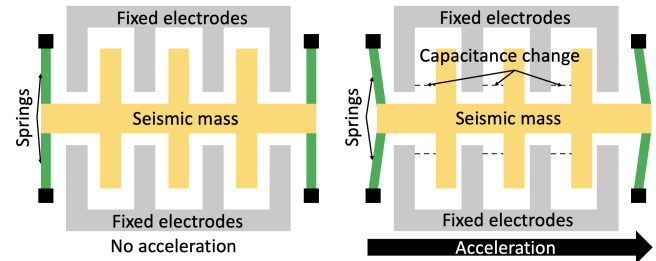 Fixed electrodes
Springs
Seismic mass
Fixed electrodes
No acceleration
Fixed electrodes
Capacitance change
Springs
Seismic mass
Fixed electrodes
Acceleration